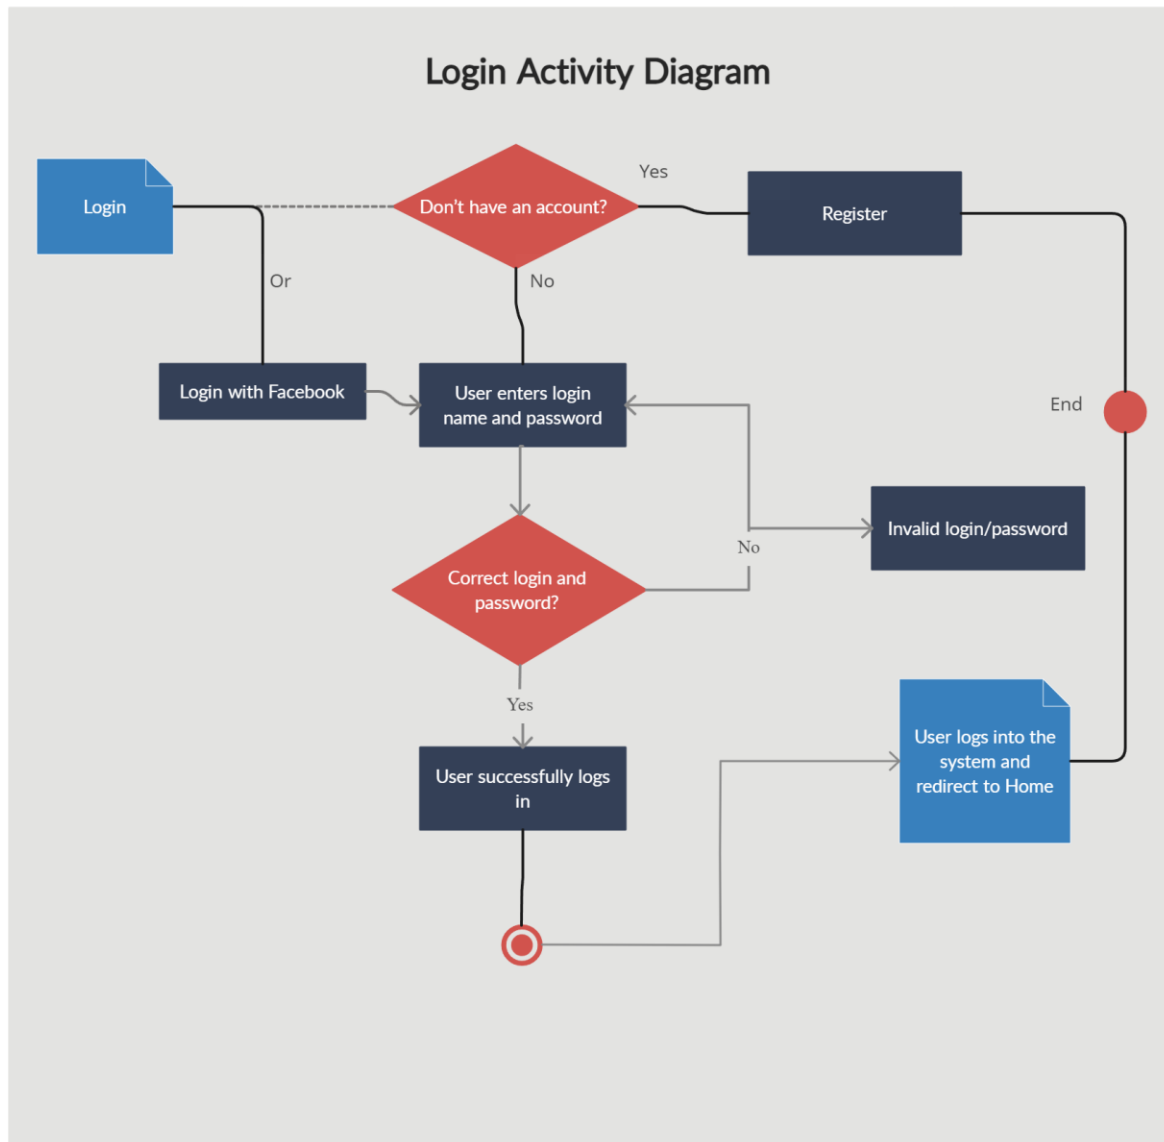 Login Activity Diagram
Login
Don't have an account?
Yes
Register
Or
No
Login with Facebook
User enters login
name and password
End
Invalid login/password
No
Correct login and
password?
Yes
User logs into the
system and
redirect to Home
User successfully logs
in